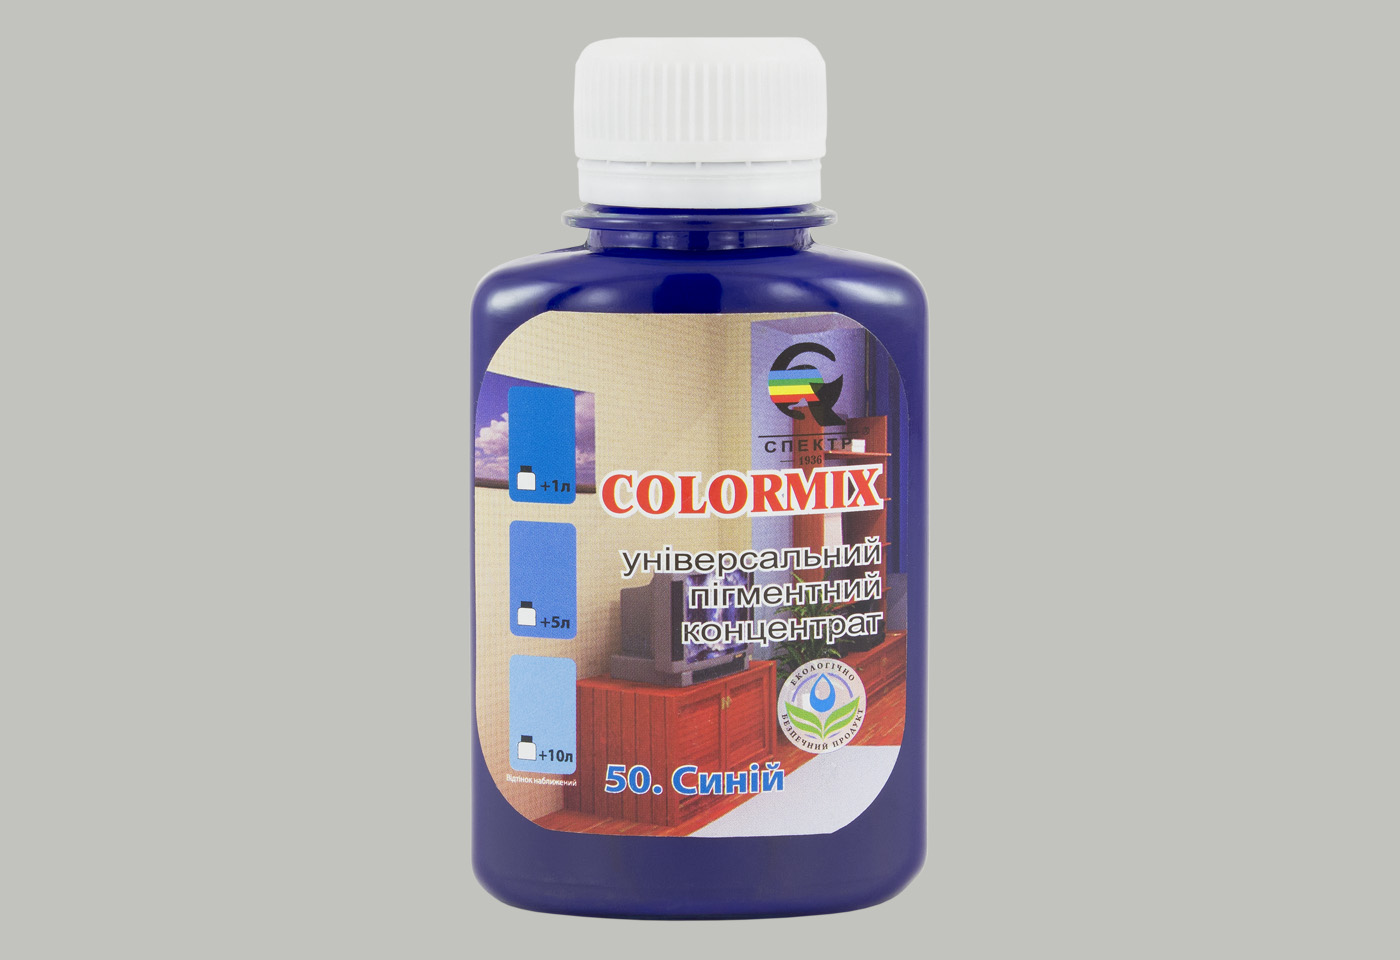 СПЕКТР
1936
COLORMIX
універсальний
пігментний
концентрат
+1л
+5л
+10л
Відтінок наближений
ЕКОЛОГІЧНО
БЕЗПЕЧНИЙ ПРОДУКТ
50. Синій